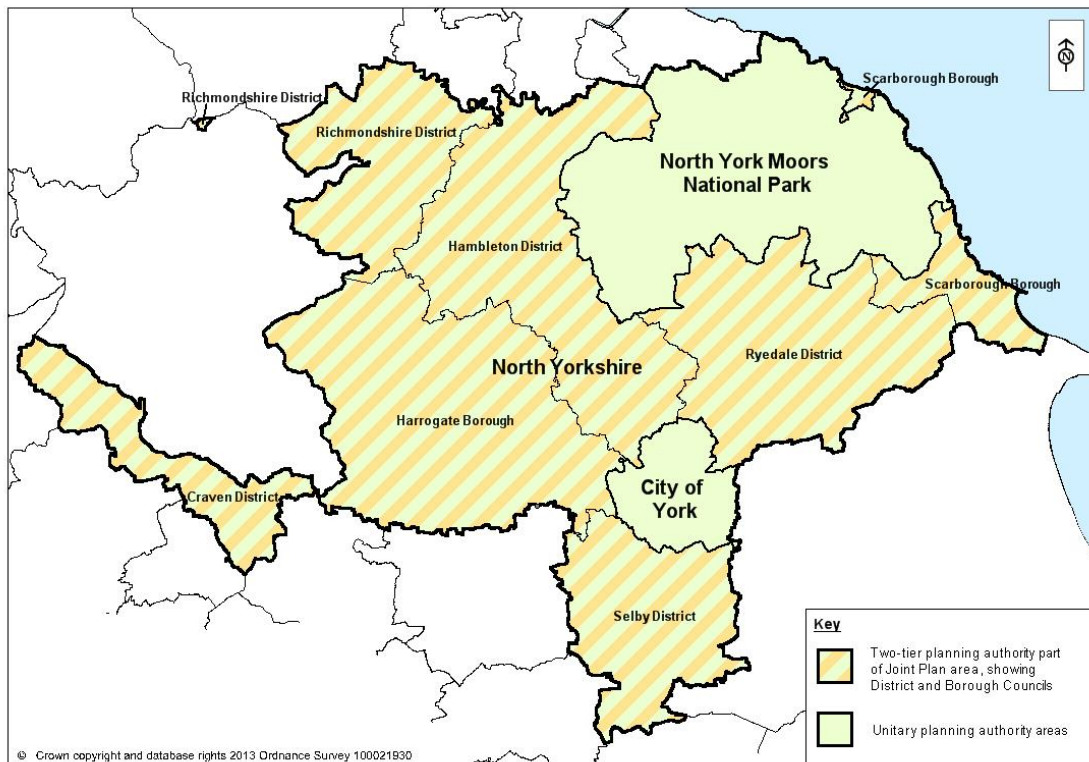 Scarborough Borough
Richmondshire District
Richmondshire District
North York Moors
National Park
Hambleton District
Scarborough Borough
North Yorkshire
Ryedale District
Harrogate Borough
City of
York
Craven District
Selby District
Key
Two-tier planning authority part
of Joint Plan area, showing
District and Borough Councils
Unitary planning authority areas
© Crown copyright and database rights 2013 Ordnance Survey 100021930
N